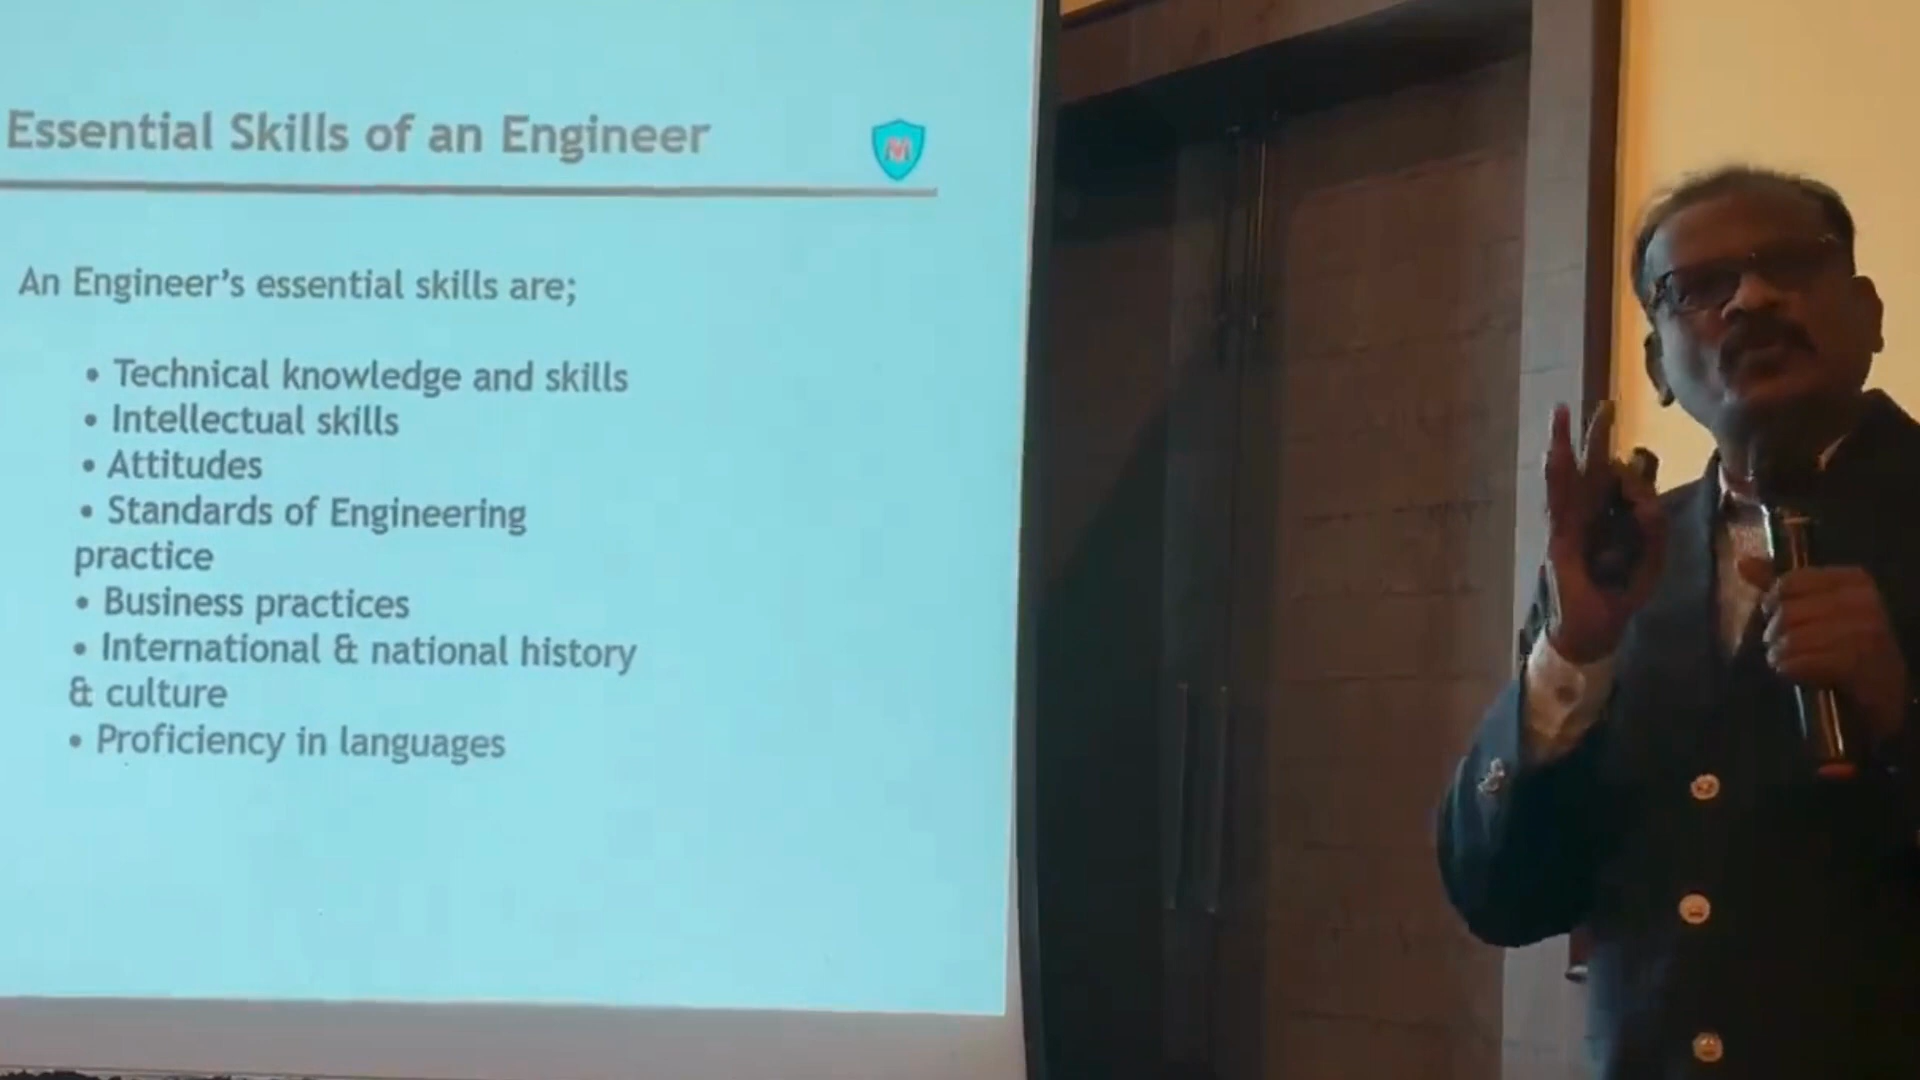 Essential Skills of an Engineer
M
An Engineer's essential skills are;
• Technical knowledge and skills
• Intellectual skills
• Attitudes
• Standards of Engineering
practice
• Business practices
• International & national history
& culture
• Proficiency in languages